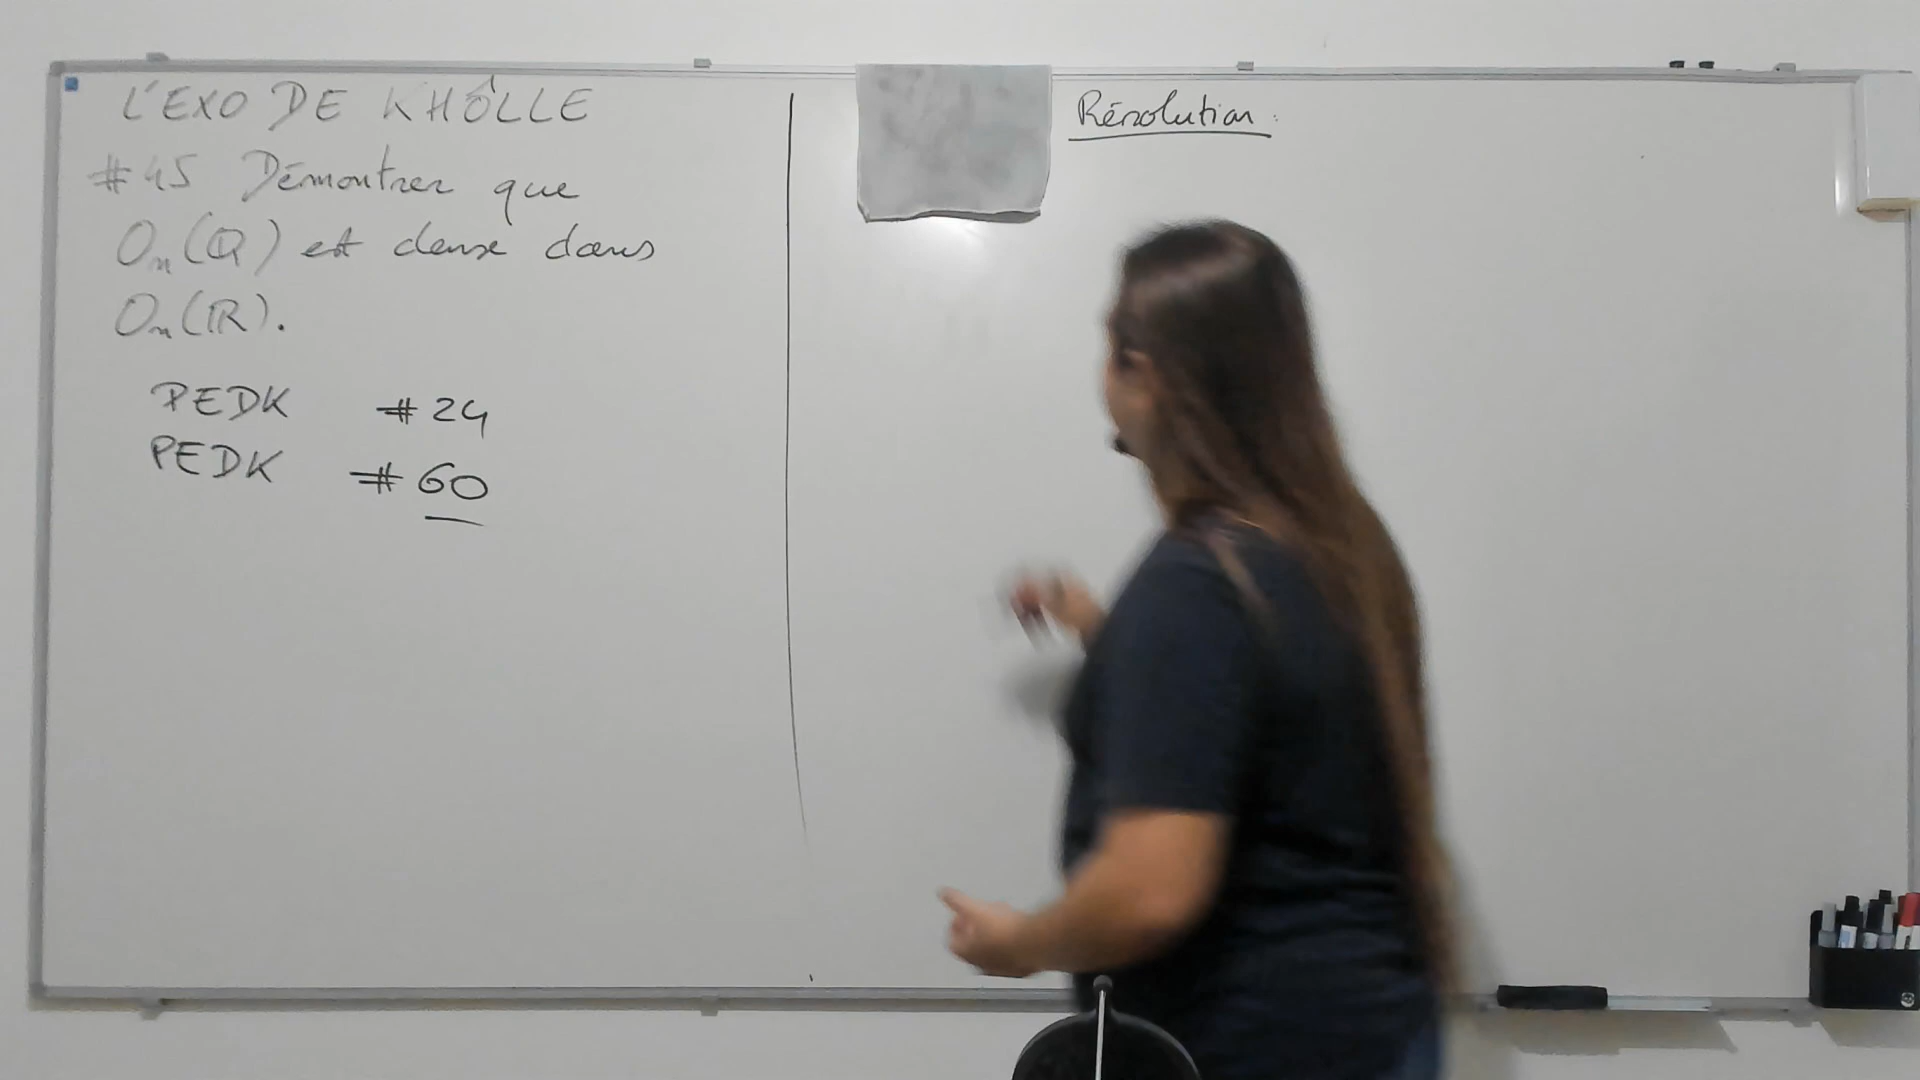 L'EXO DE KHÔLLE
#45 Démontrer que
On(Q) est dense dans
On(R).
PEDK #24
PEDK #60
Résolution: